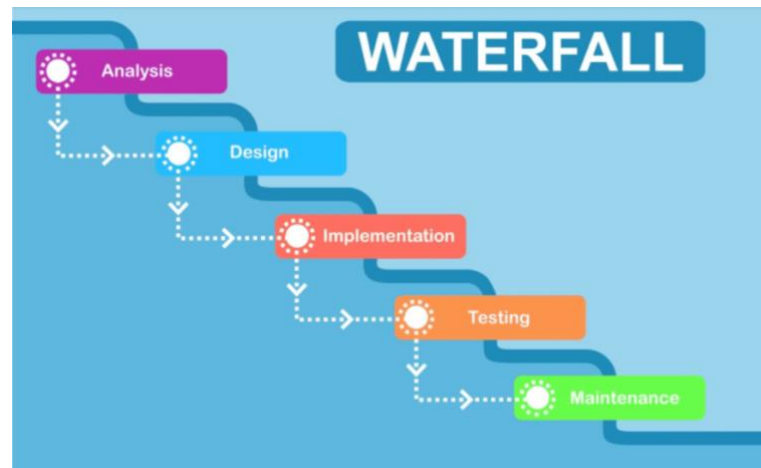 WATERFALL
Analysis
Design
Implementation
Testing
Maintenance